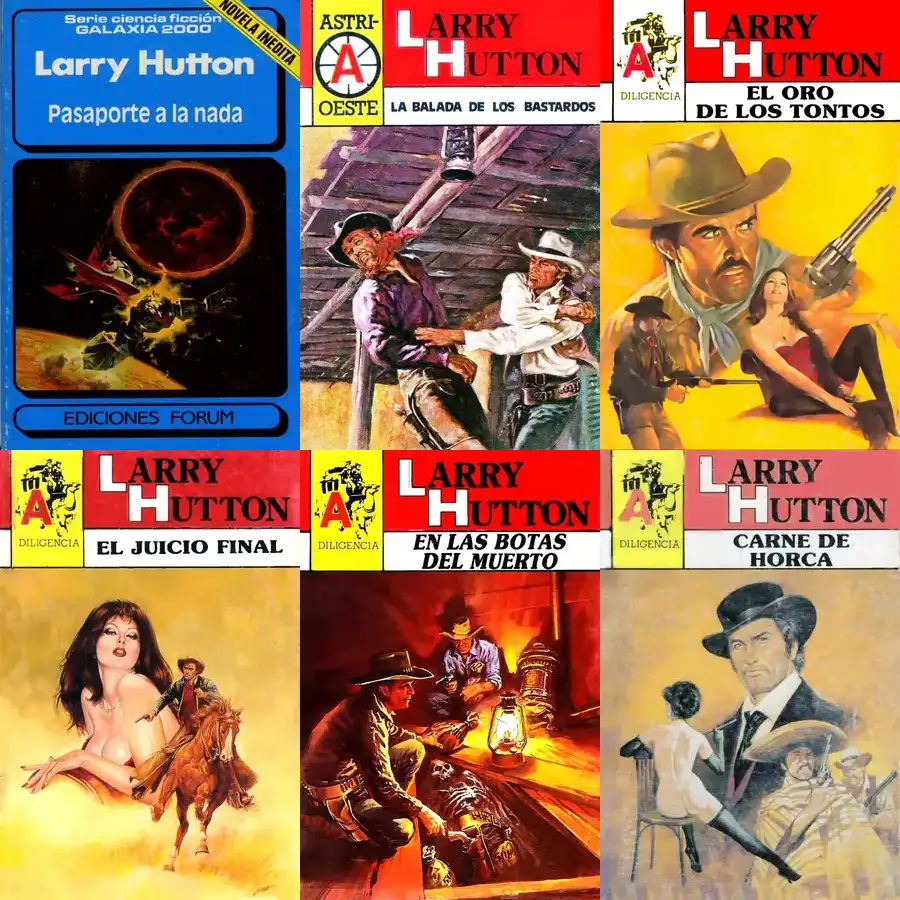 Serie ciencia ficción
GALAXIA 2000
NOVELA INEDITA
Larry Hutton
Pasaporte a la nada
EDICIONES FORUM
ASTRI-
A
OESTE
LARRY
HUTTON
LA BALADA DE LOS BASTARDOS
A
DILIGENCIA
LARRY
HUTTON
EL ORO
DE LOS TONTOS
A
DILIGENCIA
LARRY
HUTTON
EL JUICIO FINAL
A
DILIGENCIA
LARRY
HUTTON
EN LAS BOTAS
DEL MUERTO
A
DILIGENCIA
LARRY
HUTTON
CARNE DE
HORCA